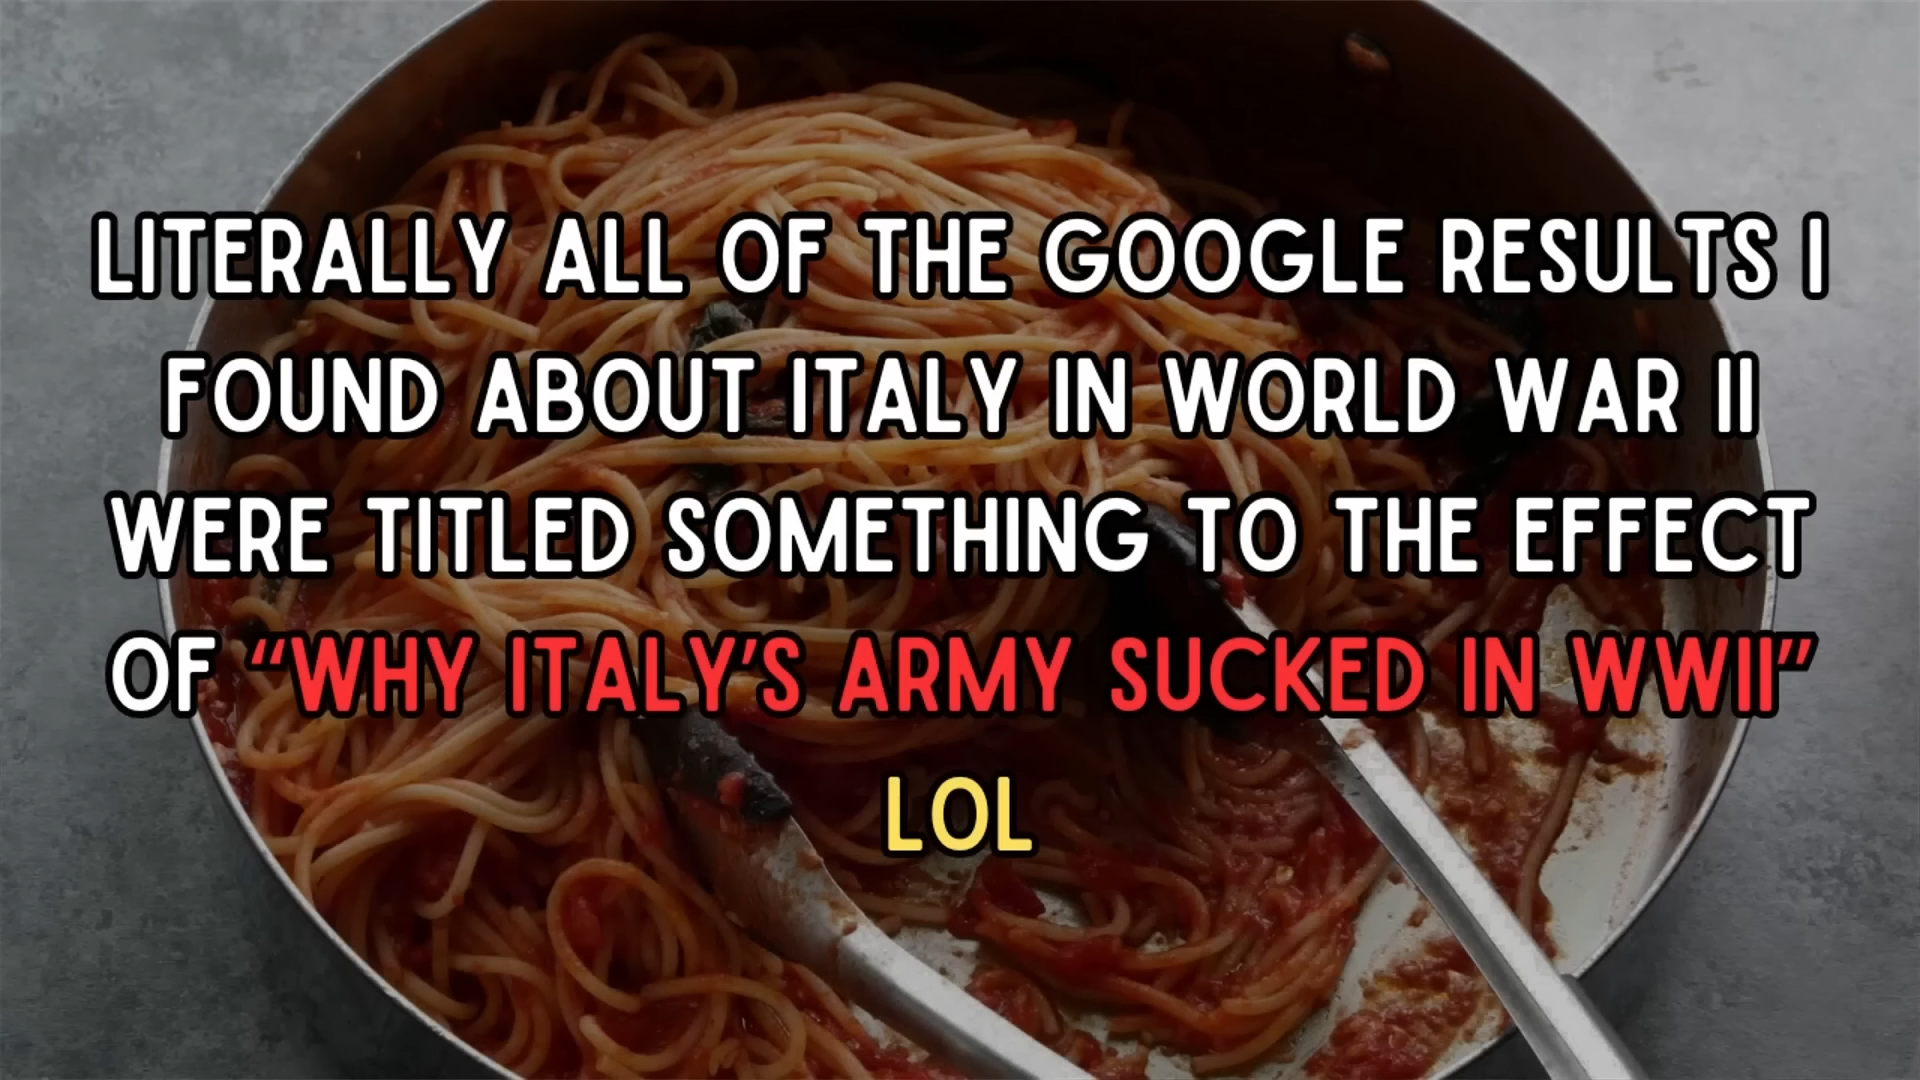 LITERALLY ALL OF THE GOOGLE RESULTS I
FOUND ABOUT ITALY IN WORLD WAR II
WERE TITLED SOMETHING TO THE EFFECT
OF “WHY ITALY’S ARMY SUCKED IN WWII”
LOL